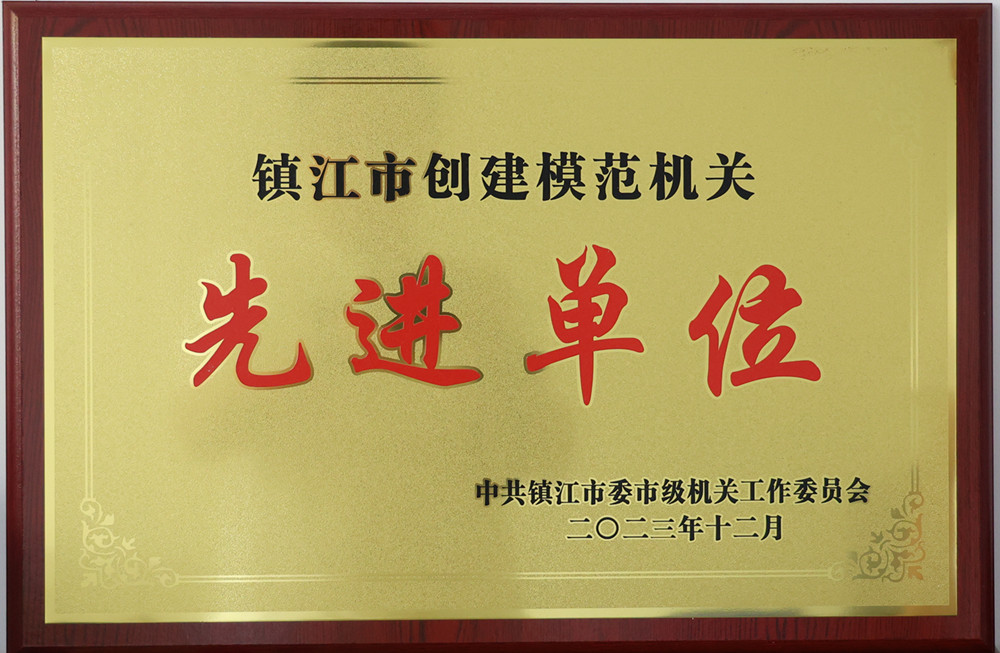 镇江市创建模范机关
先进单位
中共镇江市委市级机关工作委员会
二〇二三年十二月